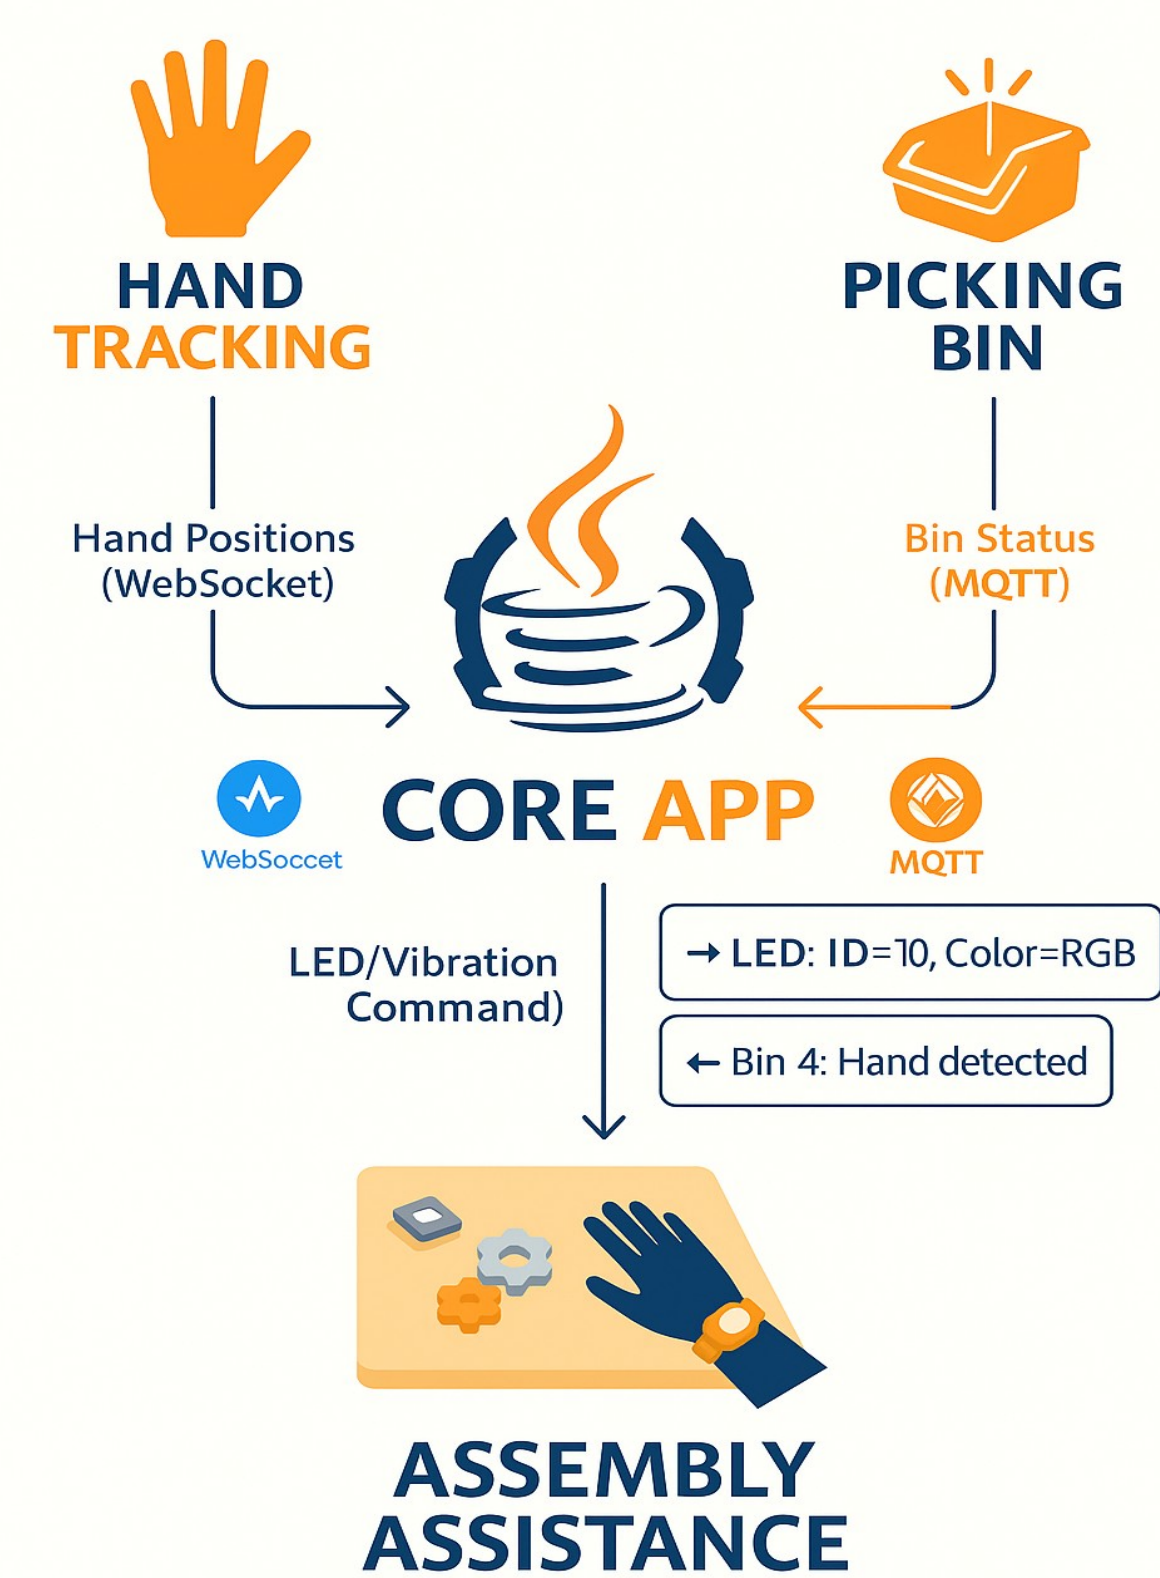 HAND
TRACKING
PICKING
BIN
Hand Positions
(WebSocket)
Bin Status
(MQTT)
CORE APP
WebSoccet
MQTT
LED/Vibration
Command)
→ LED: ID=10, Color=RGB
← Bin 4: Hand detected
ASSEMBLY
ASSISTANCE